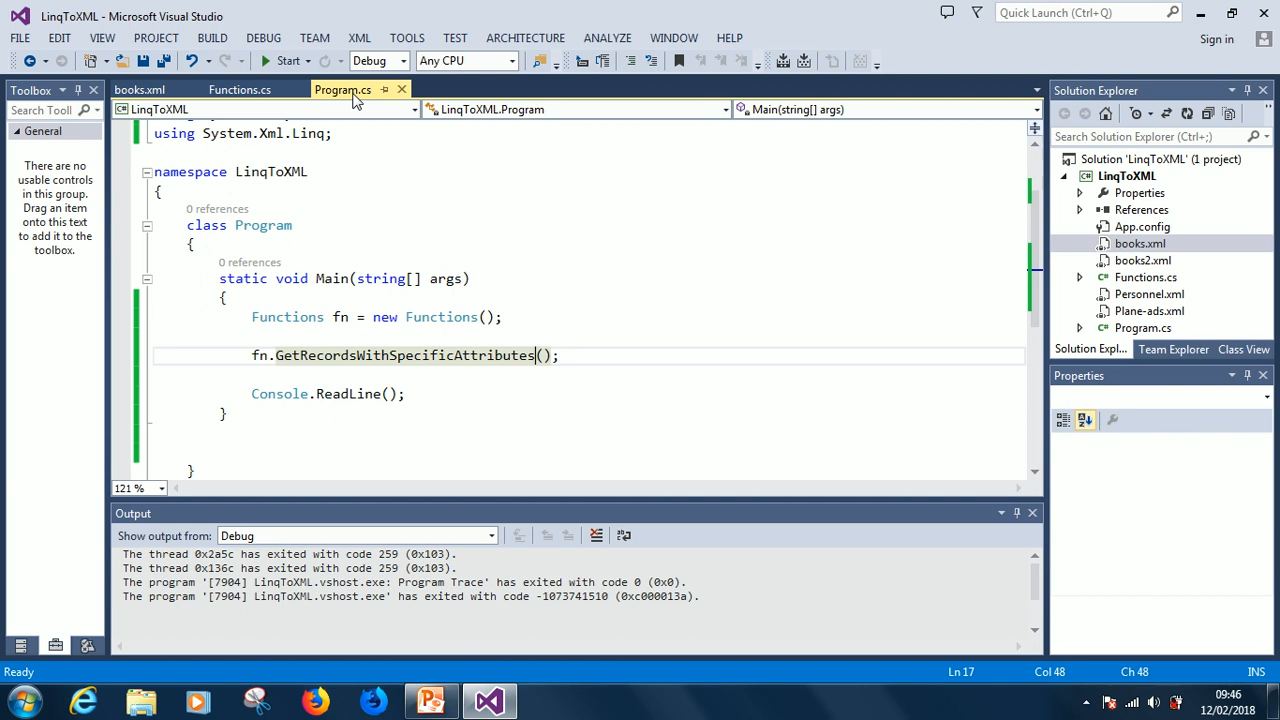 LinqToXML - Microsoft Visual Studio
Quick Launch (Ctrl+Q)
FILE EDIT VIEW PROJECT BUILD DEBUG TEAM XML TOOLS TEST ARCHITECTURE ANALYZE WINDOW HELP
Sign in
Start Debug Any CPU
Toolbox
Search Tool
General
There are no
usable controls
in this group.
Drag an item
onto this text
to add it to the
toolbox.
books.xml Functions.cs Program.cs
LinqToXML LinqToXML.Program Main(string[] args)
using System.Xml.Linq;
namespace LinqToXML
{
0 references
class Program
{
0 references
static void Main(string[] args)
{
Functions fn = new Functions();
fn.GetRecordsWithSpecificAttributes();
Console.ReadLine();
}
}
121 %
Output
Show output from: Debug
The thread 0x2a5c has exited with code 259 (0x103).
The thread 0x136c has exited with code 259 (0x103).
The program '[7904] LinqToXML.vshost.exe: Program Trace' has exited with code 0 (0x0).
The program '[7904] LinqToXML.vshost.exe' has exited with code -1073741510 (0xc000013a).
Solution Explorer
Search Solution Explorer (Ctrl+;)
Solution 'LinqToXML' (1 project)
LinqToXML
Properties
References
App.config
books.xml
books2.xml
Functions.cs
Personnel.xml
Plane-ads.xml
Program.cs
Solution Expl... Team Explorer Class View
Properties
Ready Ln 17 Col 48 Ch 48 INS
09:46
12/02/2018